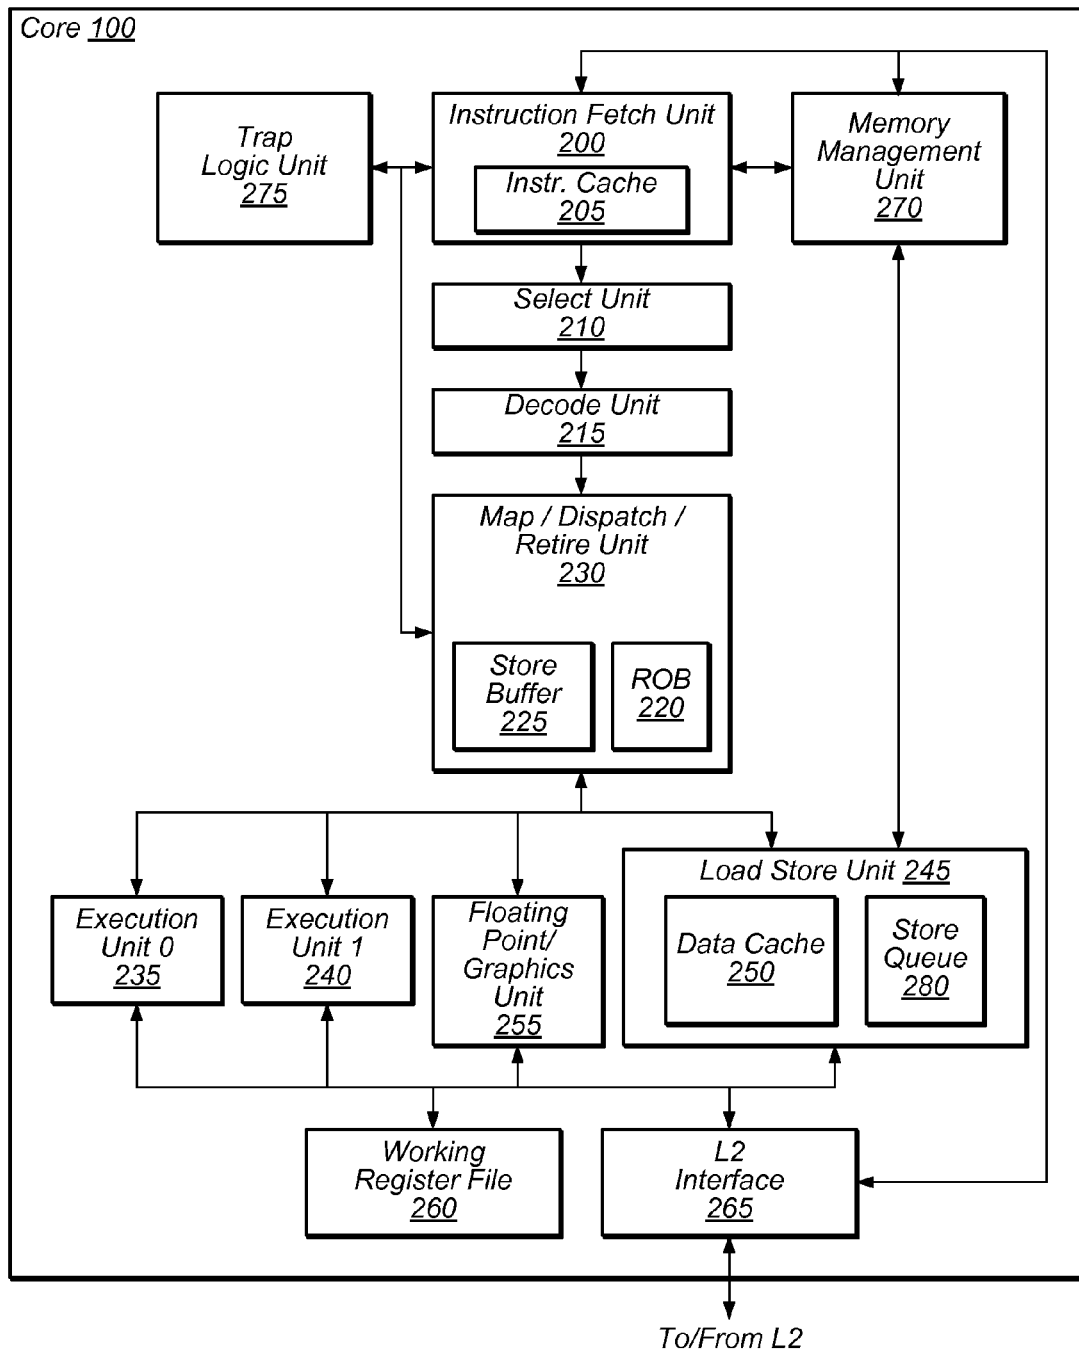 Core 100
Trap
Logic Unit
275
Instruction Fetch Unit
200
Instr. Cache
205
Memory
Management
Unit
270
Select Unit
210
Decode Unit
215
Map / Dispatch /
Retire Unit
230
Store
Buffer
225
ROB
220
Execution
Unit 0
235
Execution
Unit 1
240
Floating
Point/
Graphics
Unit
255
Load Store Unit 245
Data Cache
250
Store
Queue
280
Working
Register File
260
L2
Interface
265
To/From L2